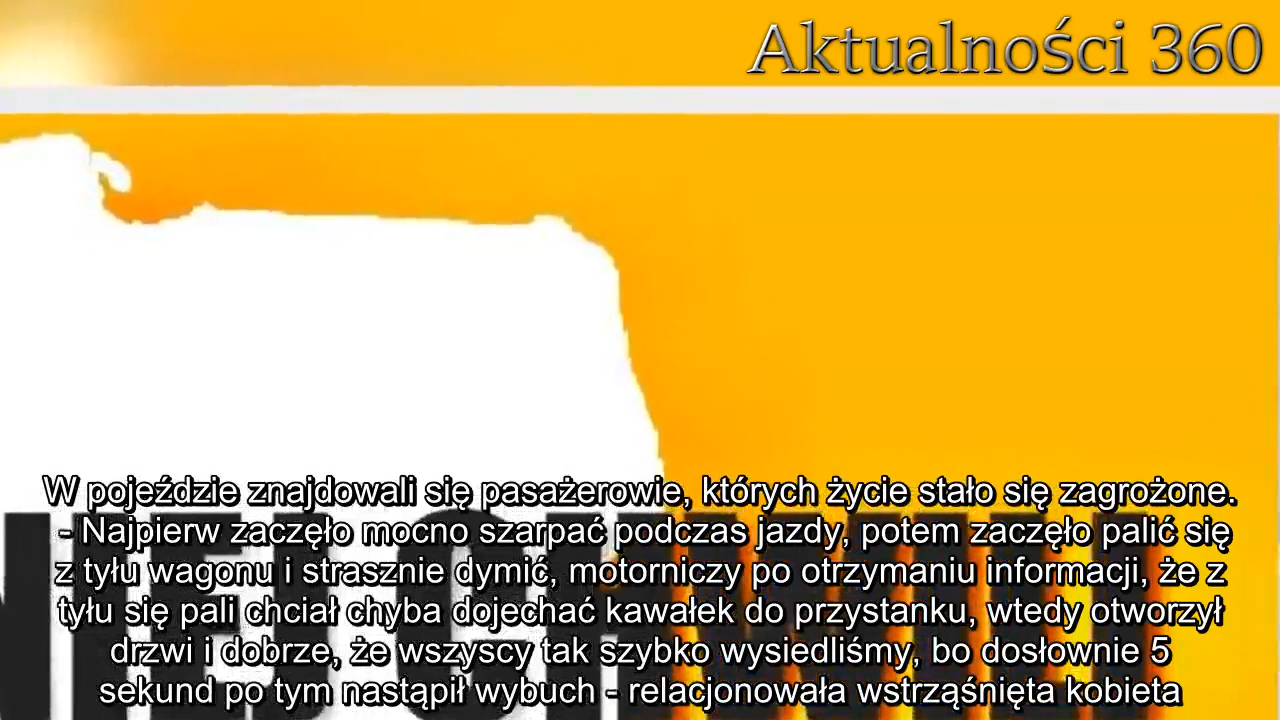 Aktualności 360
W pojeździe znajdowali się pasażerowie, których życie stało się zagrożone.
- Najpierw zaczęło mocno szarpać podczas jazdy, potem zaczęło palić się
z tyłu wagonu i strasznie dymić, motorniczy po otrzymaniu informacji, że z
tyłu się pali chciał chyba dojechać kawałek do przystanku, wtedy otworzył
drzwi i dobrze, że wszyscy tak szybko wysiedliśmy, bo dosłownie 5
sekund po tym nastąpił wybuch - relacjonowała wstrząśnięta kobieta